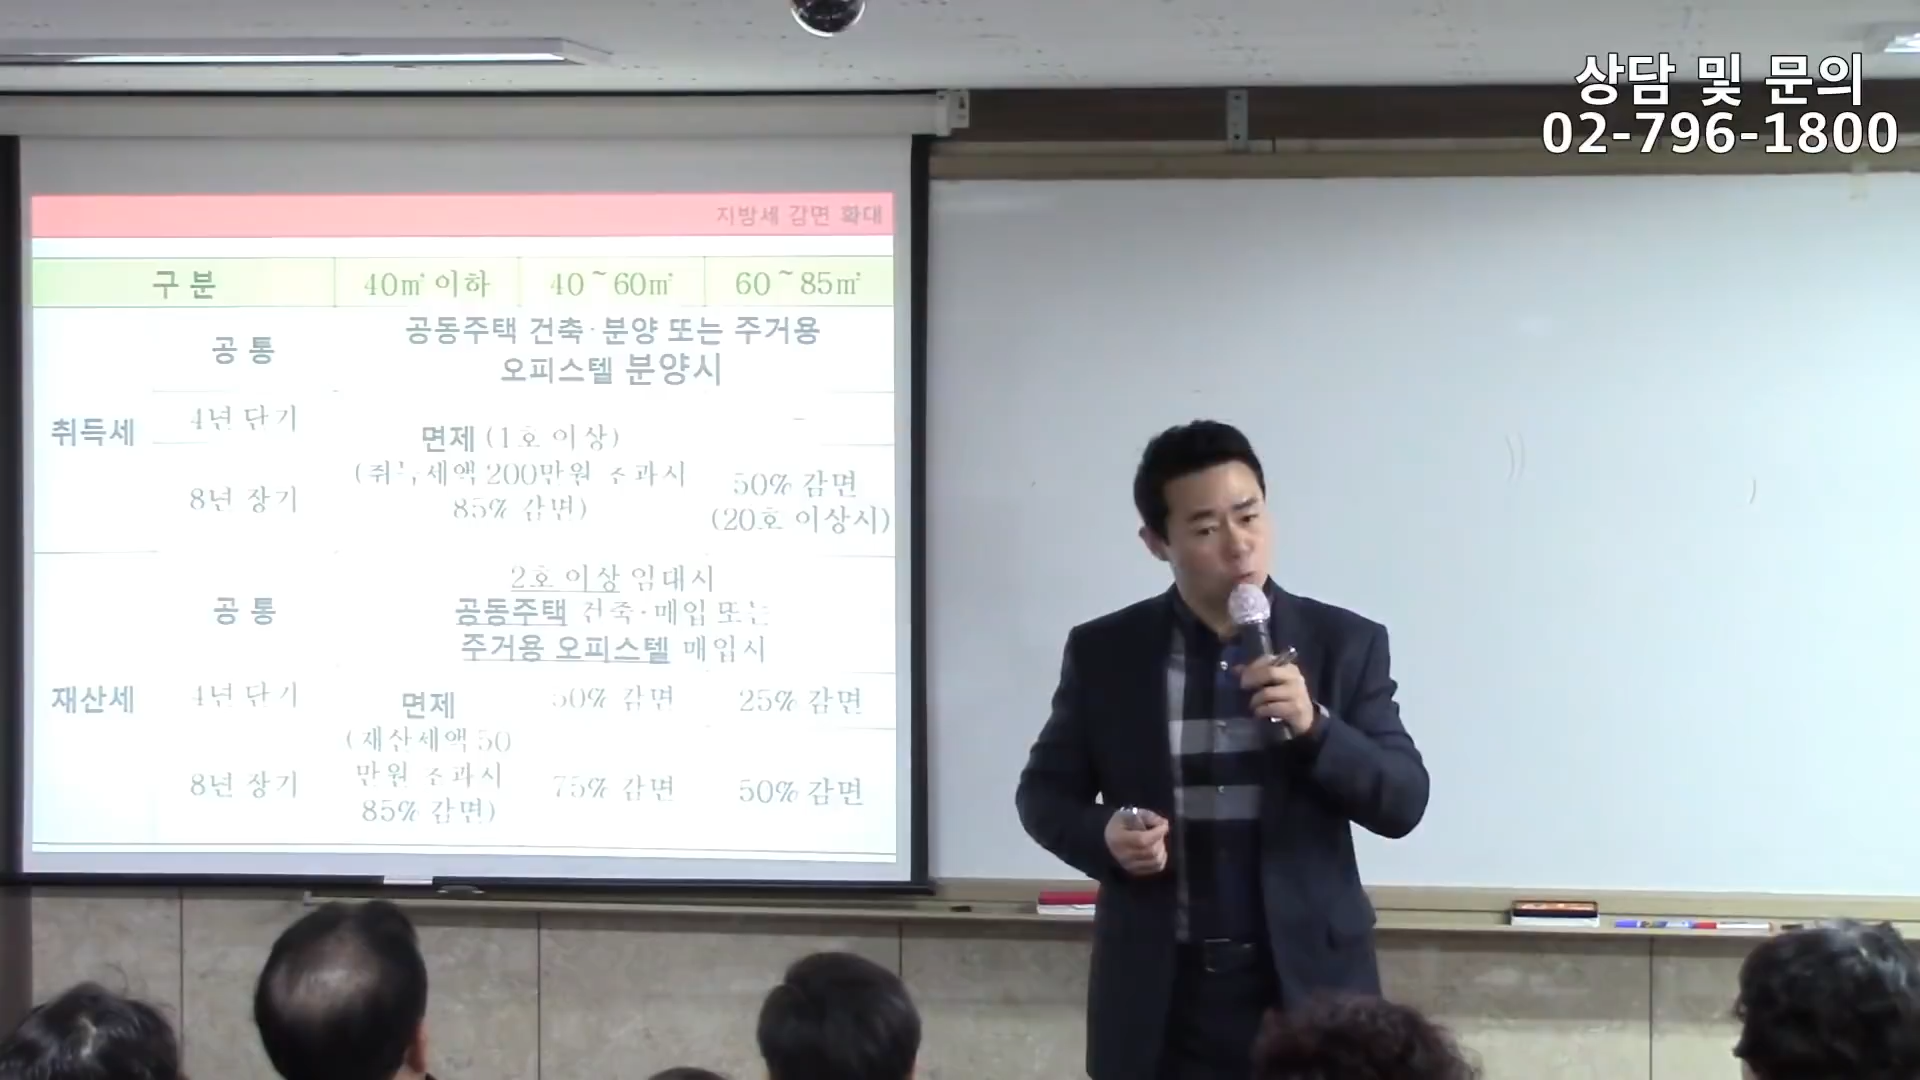 상담 및 문의
02-796-1800
지방세 감면 확대
구 분
40㎡ 이하
40~60㎡
60~85㎡
취득세
공 통
공동주택 건축·분양 또는 주거용
오피스텔 분양시
4년 단기
면제 (1호 이상)
200만원
85% 감면)
-
8년 장기
50% 감면
(20호 이상시)
재산세
공 통
2호 이상 임대시
공동주택 건축·매입 또는
주거용 오피스텔 매입시
4년 단기
면제
(재산세액 50
만원 초과시
85% 감면)
50% 감면
25% 감면
8년 장기
75% 감면
50% 감면